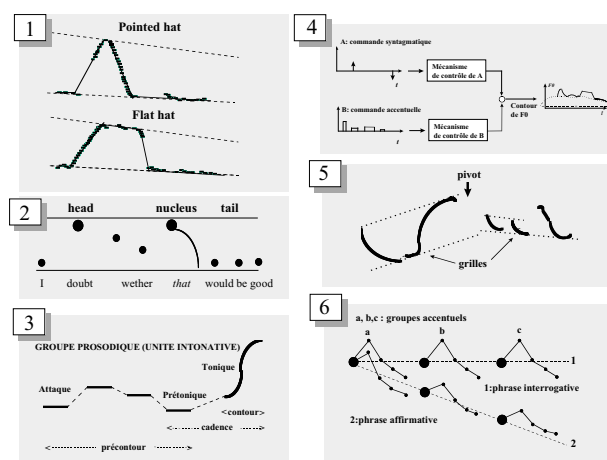 1
Pointed hat
Flat hat
2
head nucleus tail
I doubt wether that would be good
3
GROUPE PROSODIQUE (UNITE INTONATIVE)
Tonique
Attaque
Prétonique
<contour>
cadence
précontour
4
A: commande syntagmatique
Mécanisme
de contrôle de A
t
B: commande accentuelle
Mécanisme
de contrôle de B
t
Contour
de F0
F0
t
5
pivot
grilles
6
a, b,c : groupes accentuels
a b c
1
1:phrase interrogative
2:phrase affirmative
2